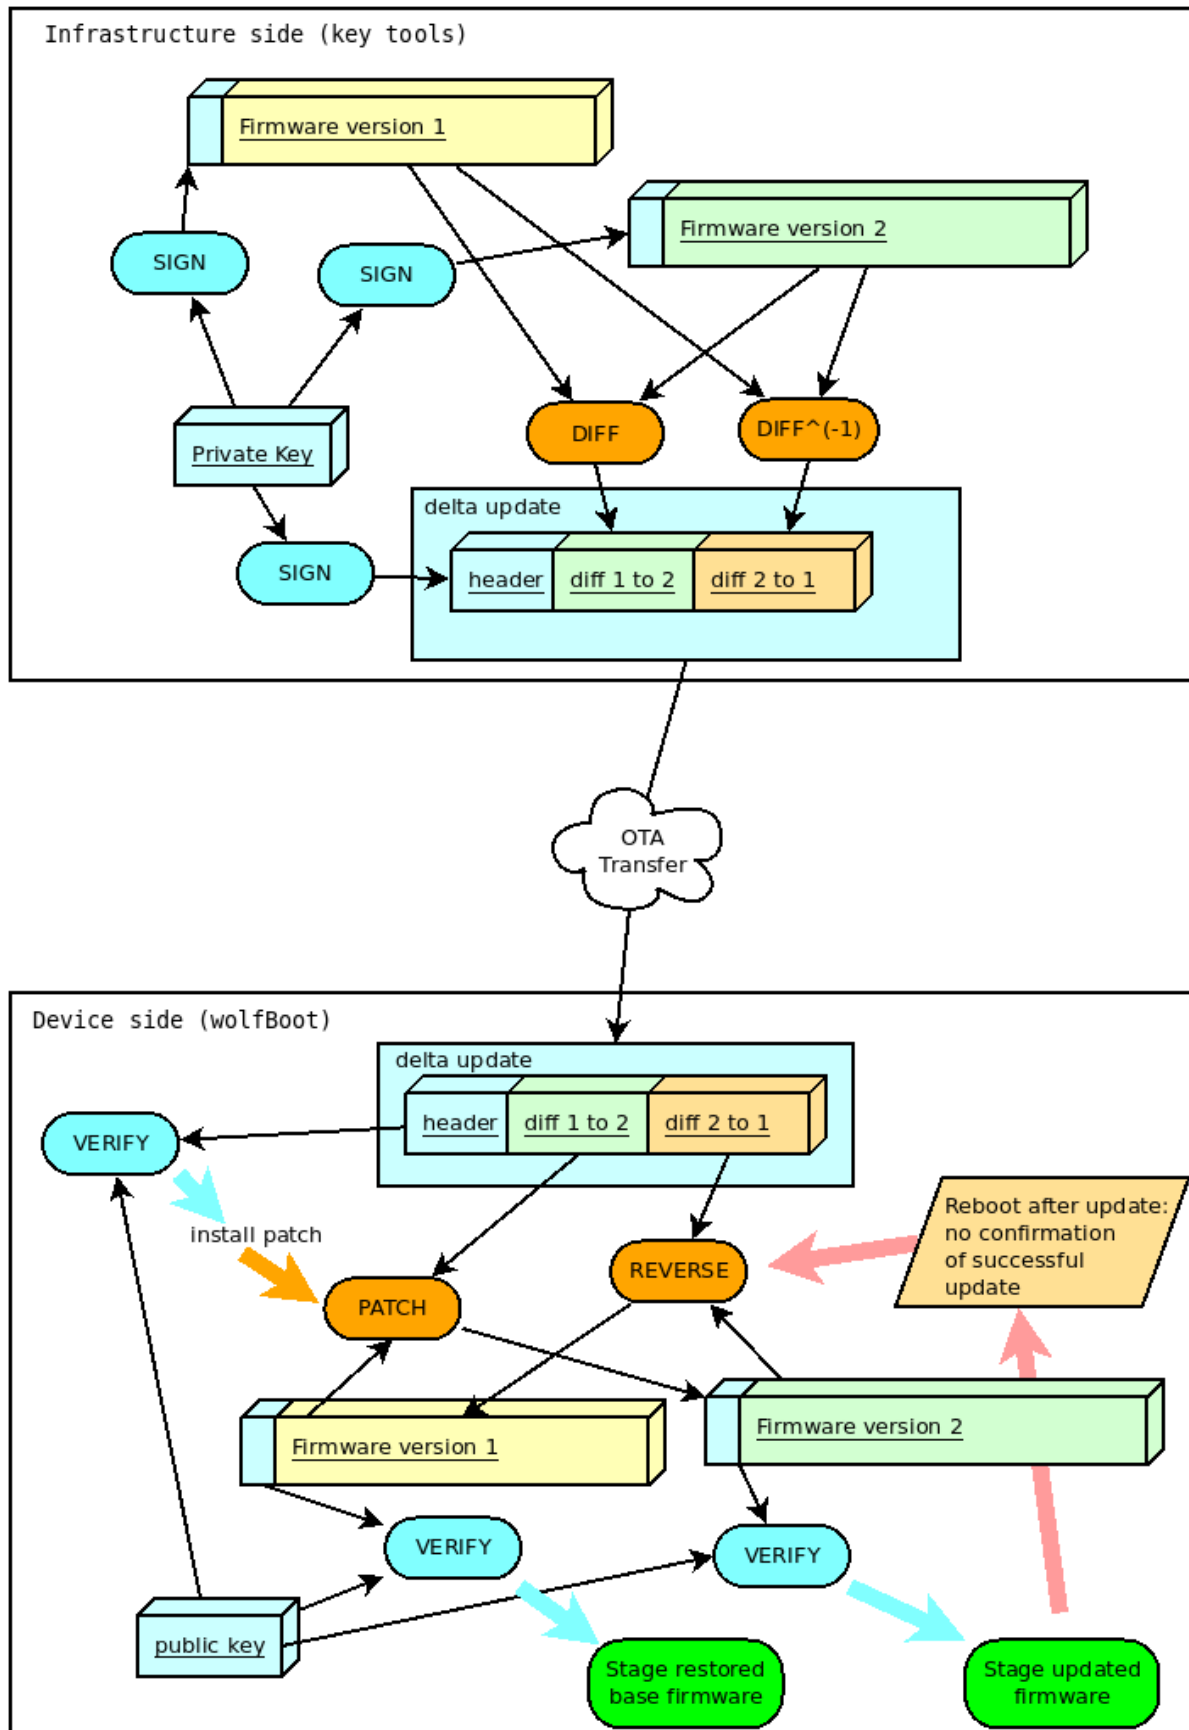 Infrastructure side (key tools)
Firmware version 1
Firmware version 2
SIGN
SIGN
Private Key
DIFF
DIFF^(-1)
delta update
SIGN
header
diff 1 to 2
diff 2 to 1
OTA
Transfer
Device side (wolfBoot)
delta update
header
diff 1 to 2
diff 2 to 1
VERIFY
install patch
Reboot after update:
no confirmation
of successful
update
REVERSE
PATCH
Firmware version 1
Firmware version 2
VERIFY
VERIFY
public key
Stage restored
base firmware
Stage updated
firmware